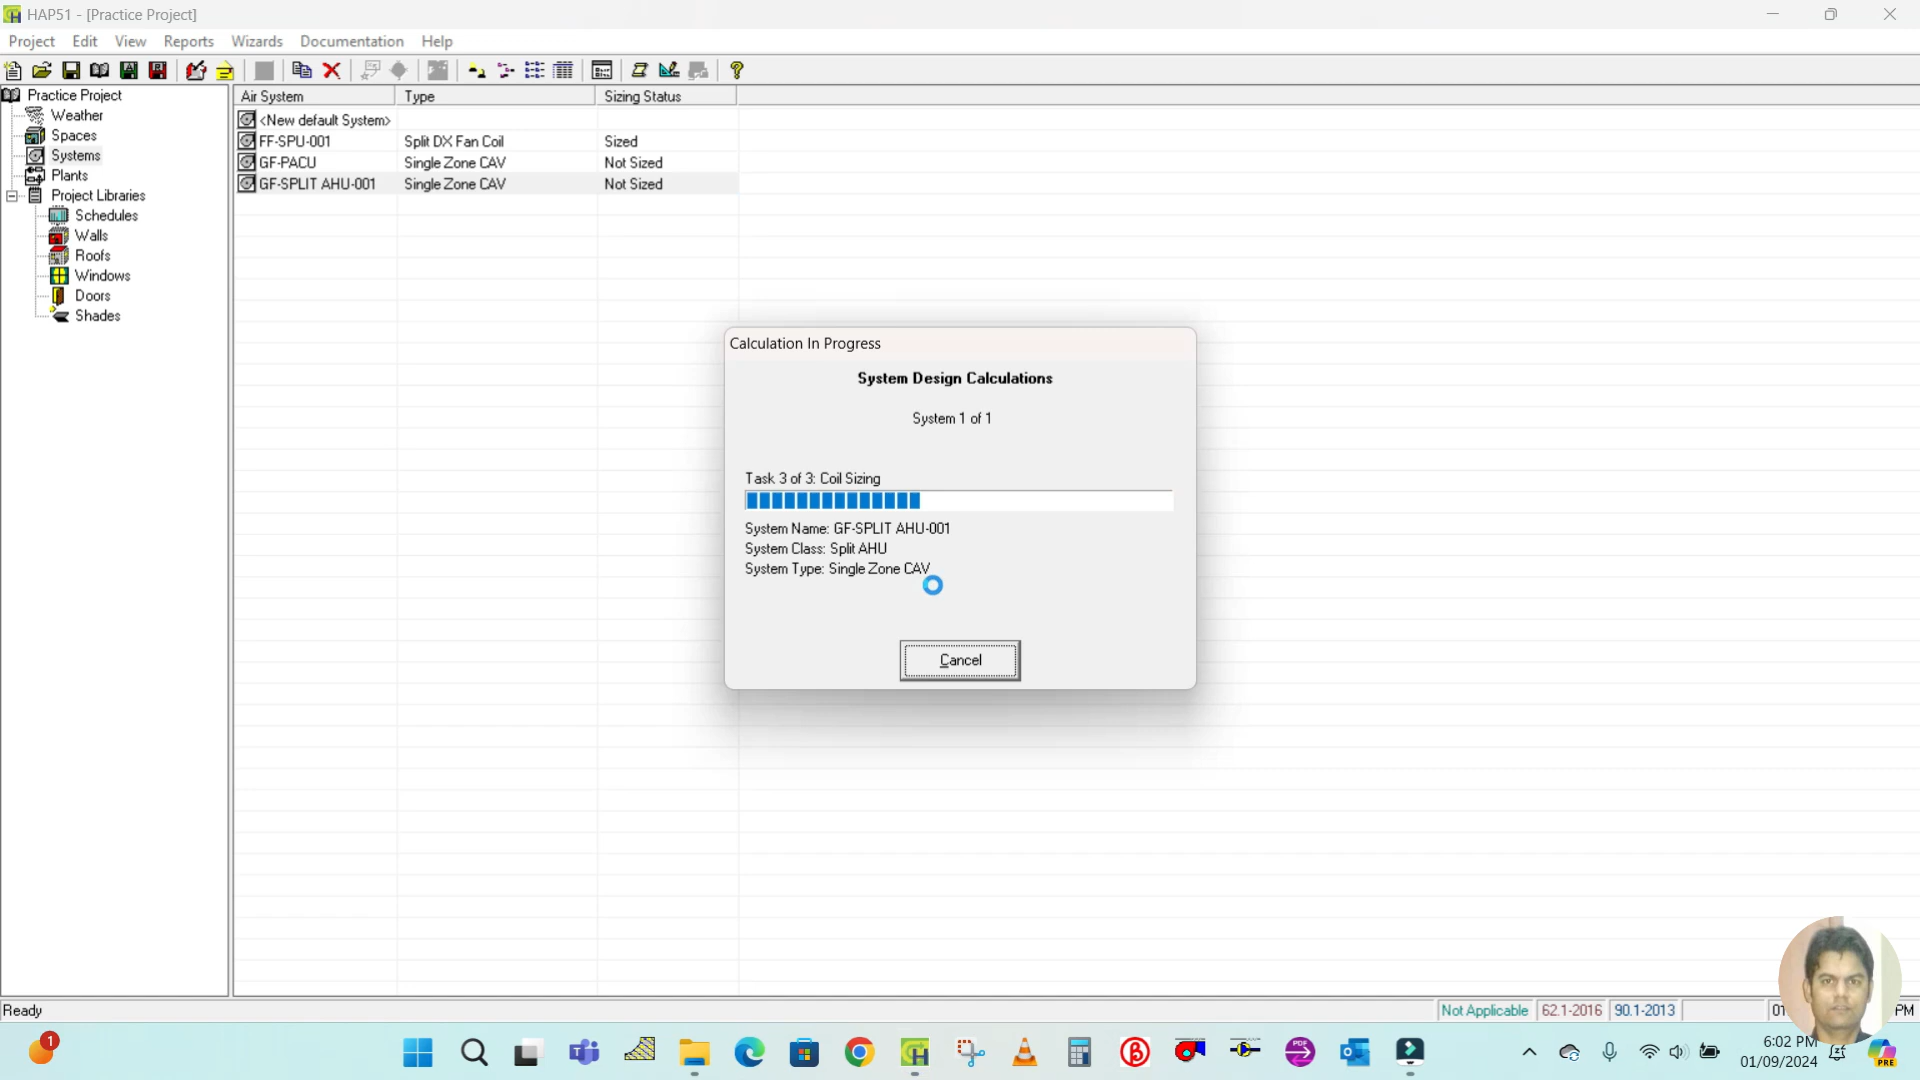 HAP51 - [Practice Project]
Project Edit View Reports Wizards Documentation Help
Practice Project
Weather
Spaces
Systems
Plants
Project Libraries
Schedules
Walls
Roofs
Windows
Doors
Shades
Air System Type Sizing Status
<New default System>
FF-SPU-001 Split DX Fan Coil Sized
GF-PACU Single Zone CAV Not Sized
GF-SPLIT AHU-001 Single Zone CAV Not Sized
Calculation In Progress
System Design Calculations
System 1 of 1
Task 3 of 3: Coil Sizing
System Name: GF-SPLIT AHU-001
System Class: Split AHU
System Type: Single Zone CAV
Cancel
Ready Not Applicable 62.1-2016 90.1-2013 PM
1 PDF 6:02 PM
01/09/2024 PRE